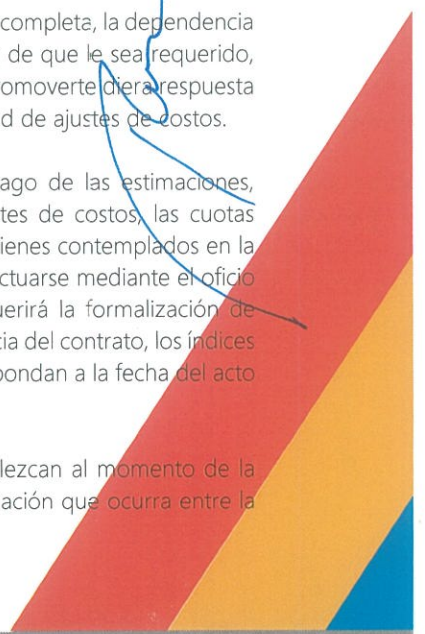 completa, la dependencia
de que le sea requerido,
omoverte diera respuesta
d de ajustes de costos.
ago de las estimaciones,
tes de costos, las cuotas
ienes contemplados en la
ctuarse mediante el oficio
uerirá la formalización de
cia del contrato, los índices
pondan a la fecha del acto
lezcan al momento de la
ación que ocurra entre la